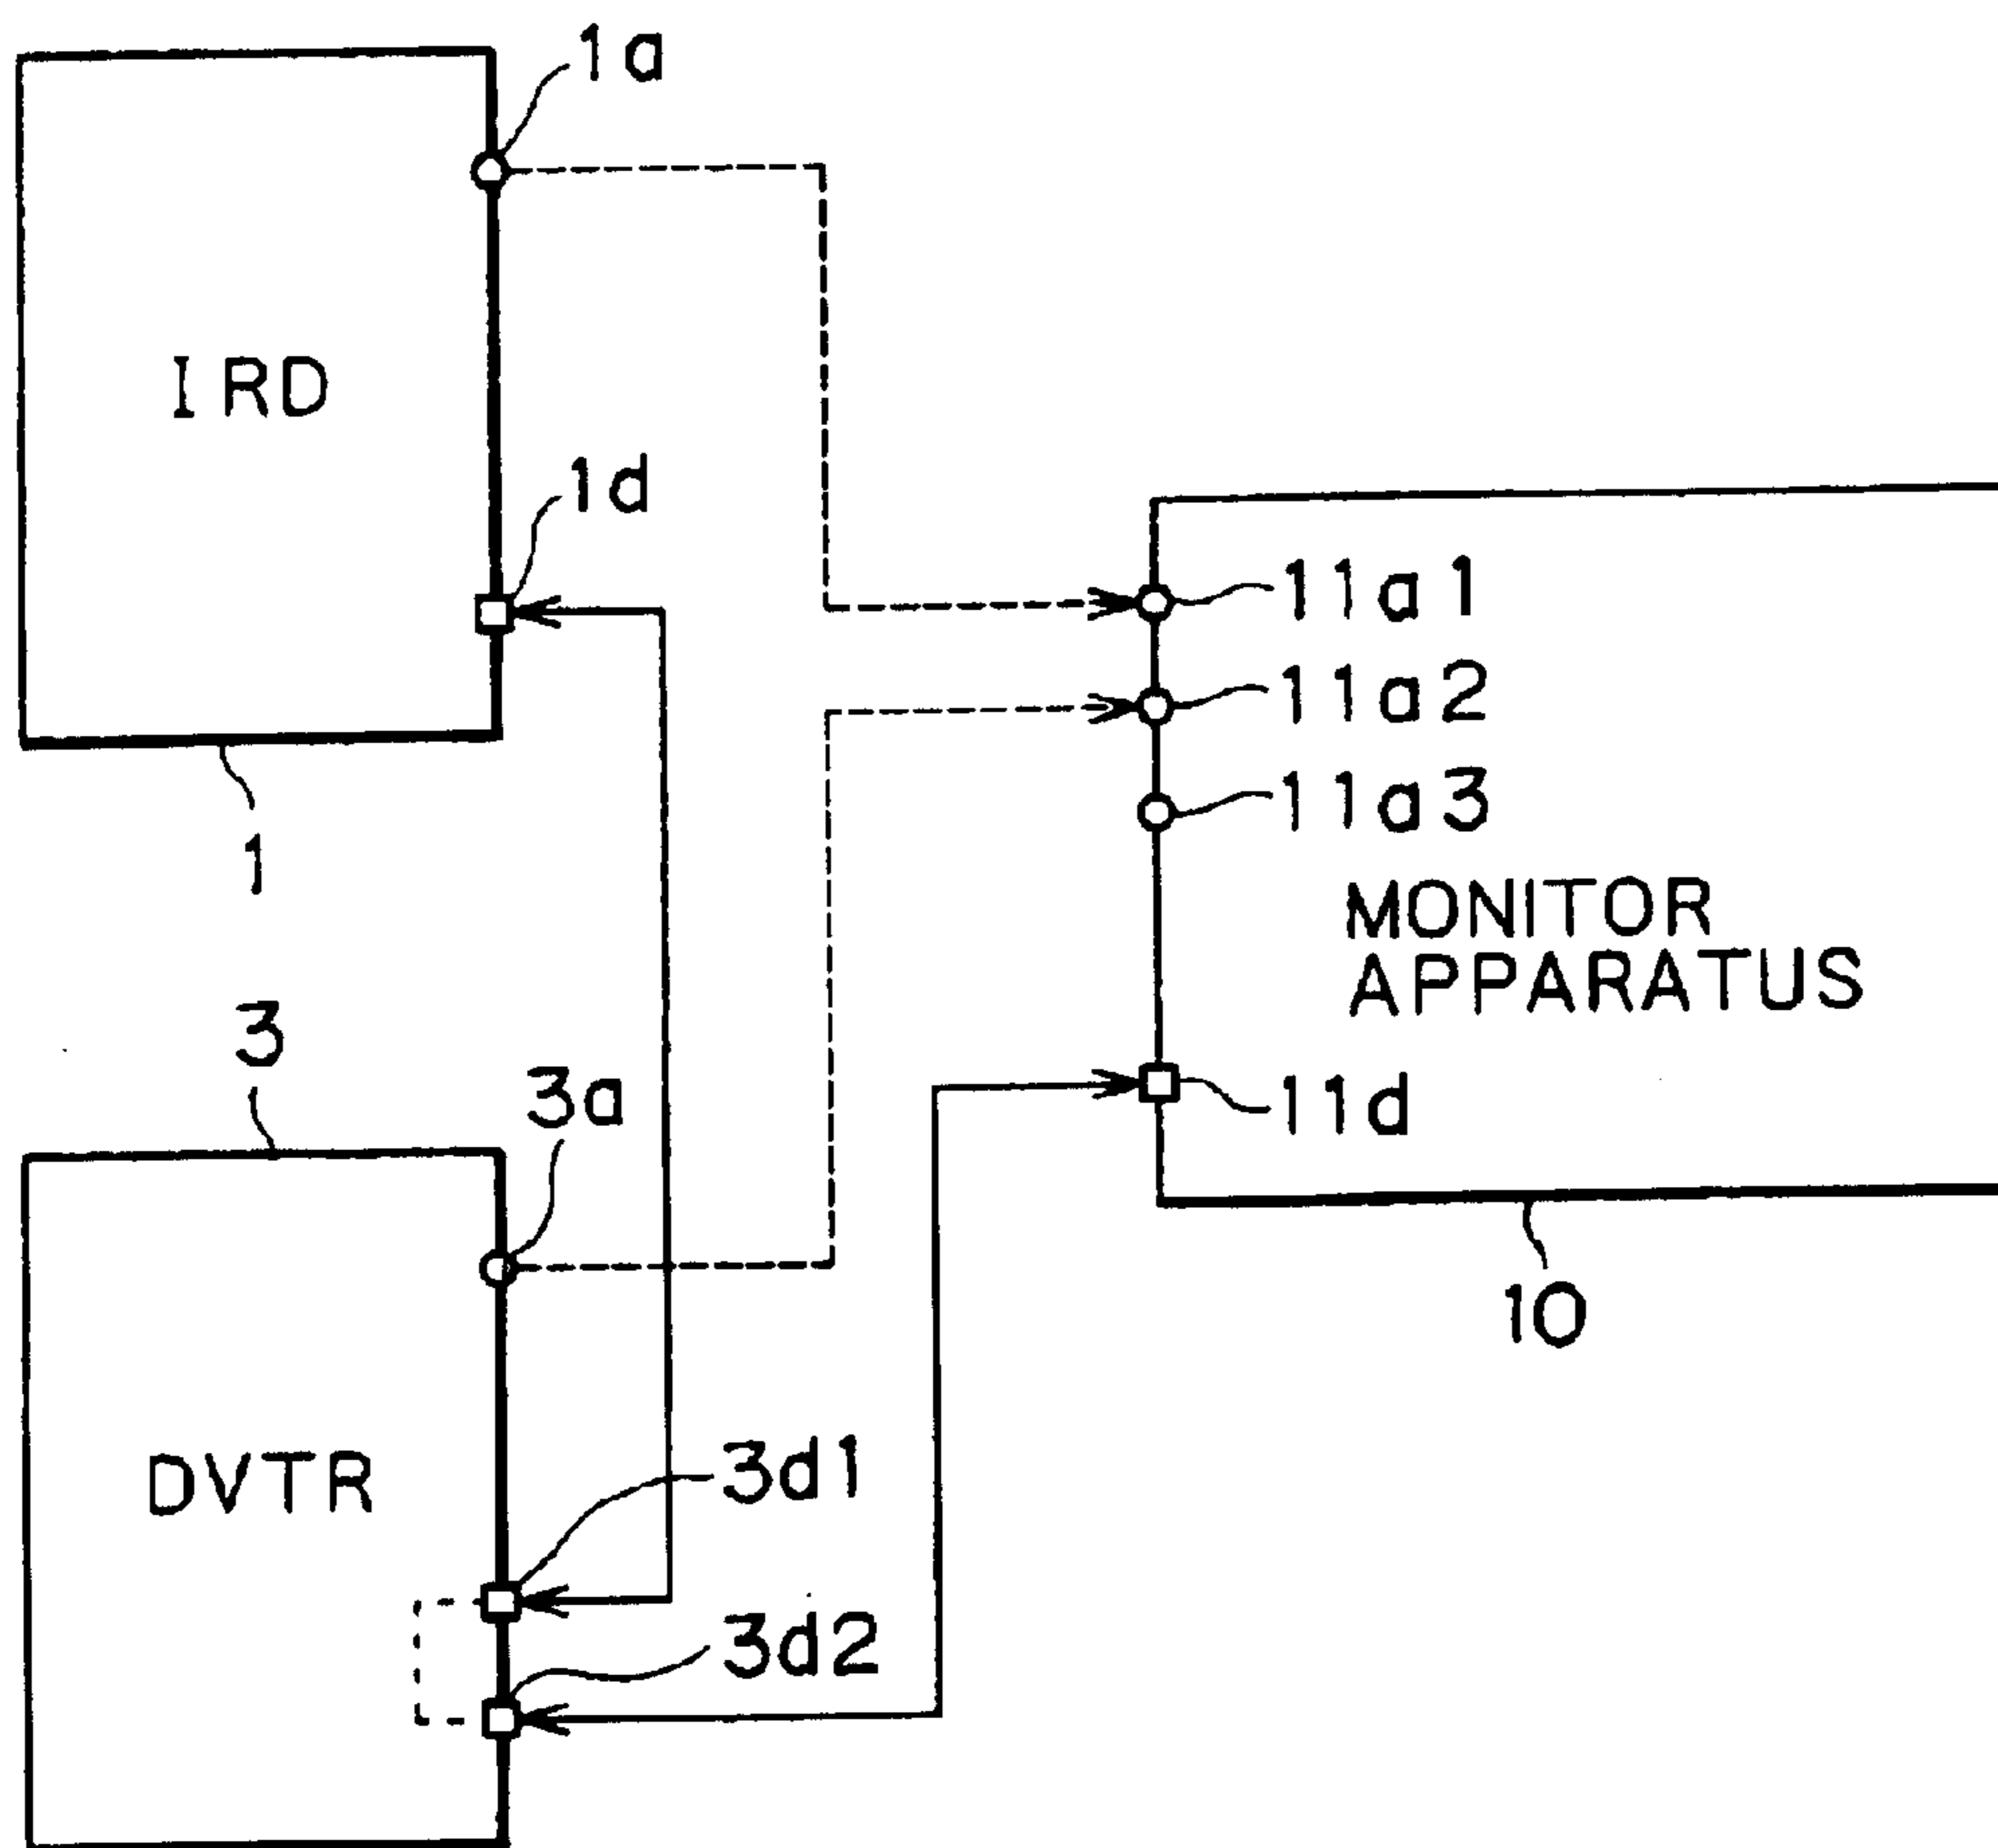 1a
IRD
1d
11a1
11a2
11a3
1
MONITOR
APPARATUS
3
3a
11d
10
DVTR
3d1
3d2